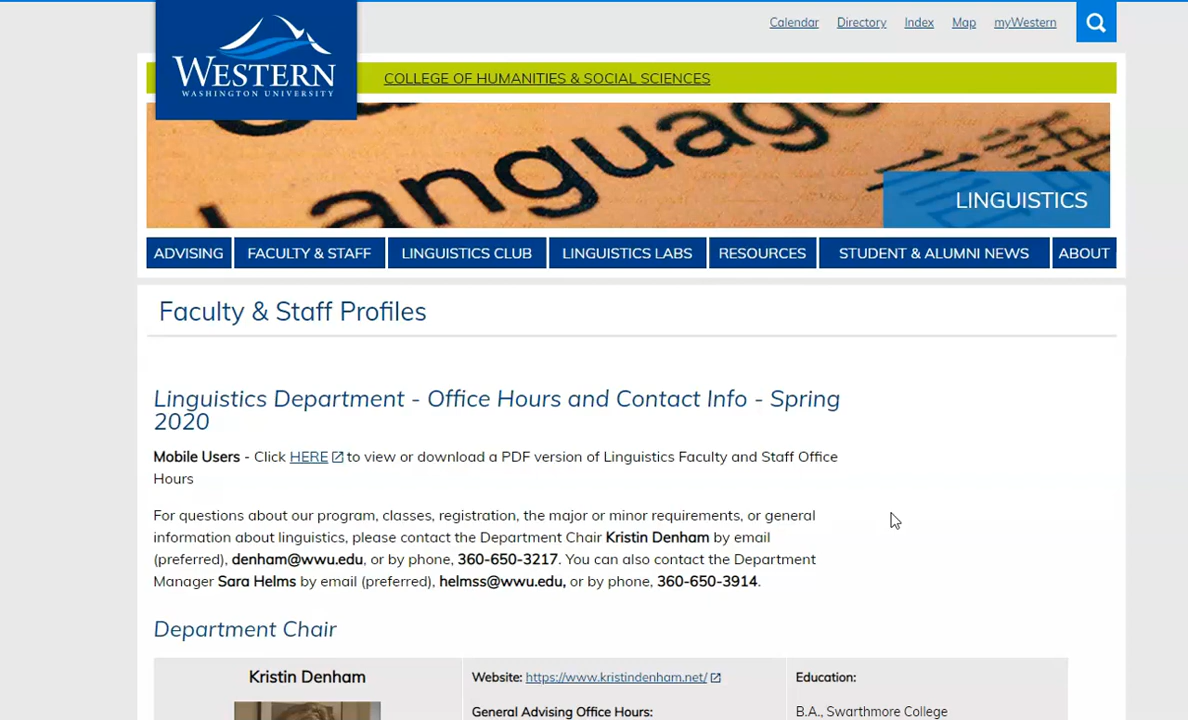 Calendar Directory Index Map myWestern
WESTERN
WASHINGTON UNIVERSITY
COLLEGE OF HUMANITIES & SOCIAL SCIENCES
Language
LINGUISTICS
ADVISING FACULTY & STAFF LINGUISTICS CLUB LINGUISTICS LABS RESOURCES STUDENT & ALUMNI NEWS ABOUT
Faculty & Staff Profiles
Linguistics Department - Office Hours and Contact Info - Spring
2020
Mobile Users - Click HERE to view or download a PDF version of Linguistics Faculty and Staff Office
Hours
For questions about our program, classes, registration, the major or minor requirements, or general
information about linguistics, please contact the Department Chair Kristin Denham by email
(preferred), denham@wwu.edu, or by phone, 360-650-3217. You can also contact the Department
Manager Sara Helms by email (preferred), helmss@wwu.edu, or by phone, 360-650-3914.
Department Chair
Kristin Denham
Website: https://www.kristindenham.net/
General Advising Office Hours:
Education:
B.A., Swarthmore College